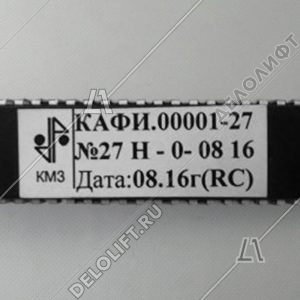 КАФИ.00001-27
№27 Н - 0- 08 16
Дата:08.16г(RC)
КМЗ
ДЕЛОЛИФТ
DELOLIFT.RU